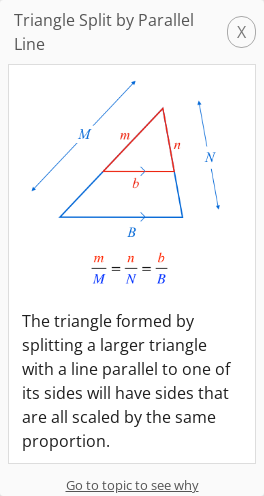 Triangle Split by Parallel
Line
X
M
m
n
N
b
B
m/M = n/N = b/B
The triangle formed by
splitting a larger triangle
with a line parallel to one of
its sides will have sides that
are all scaled by the same
proportion.
Go to topic to see why